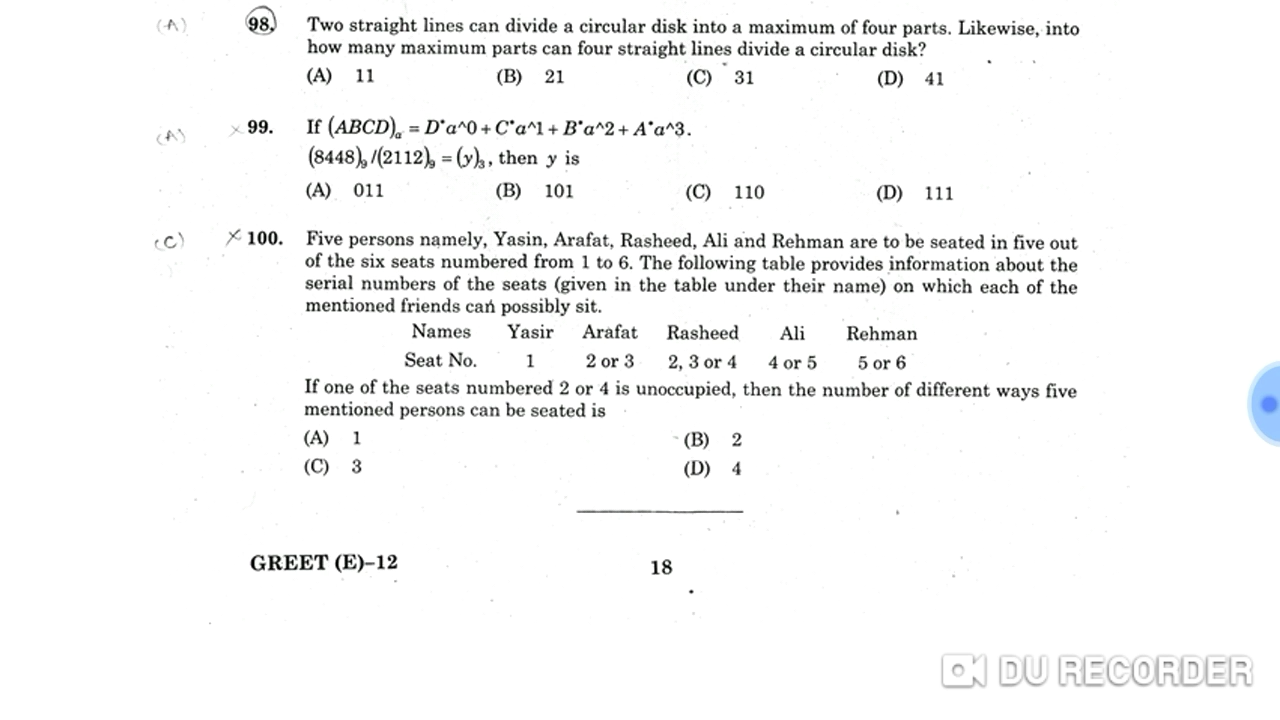 (A) 98. Two straight lines can divide a circular disk into a maximum of four parts. Likewise, into
how many maximum parts can four straight lines divide a circular disk?
(A) 11 (B) 21 (C) 31 (D) 41
(A) × 99. If (ABCD)ₐ = D*a^0 + C*a^1 + B*a^2 + A*a^3.
(8448)₉/(2112)₉ = (y)₃, then y is
(A) 011 (B) 101 (C) 110 (D) 111
(C) × 100. Five persons namely, Yasin, Arafat, Rasheed, Ali and Rehman are to be seated in five out
of the six seats numbered from 1 to 6. The following table provides information about the
serial numbers of the seats (given in the table under their name) on which each of the
mentioned friends can possibly sit.
Names Yasir Arafat Rasheed Ali Rehman
Seat No. 1 2 or 3 2, 3 or 4 4 or 5 5 or 6
If one of the seats numbered 2 or 4 is unoccupied, then the number of different ways five
mentioned persons can be seated is
(A) 1 (B) 2
(C) 3 (D) 4
GREET (E)–12 18
DU RECORDER